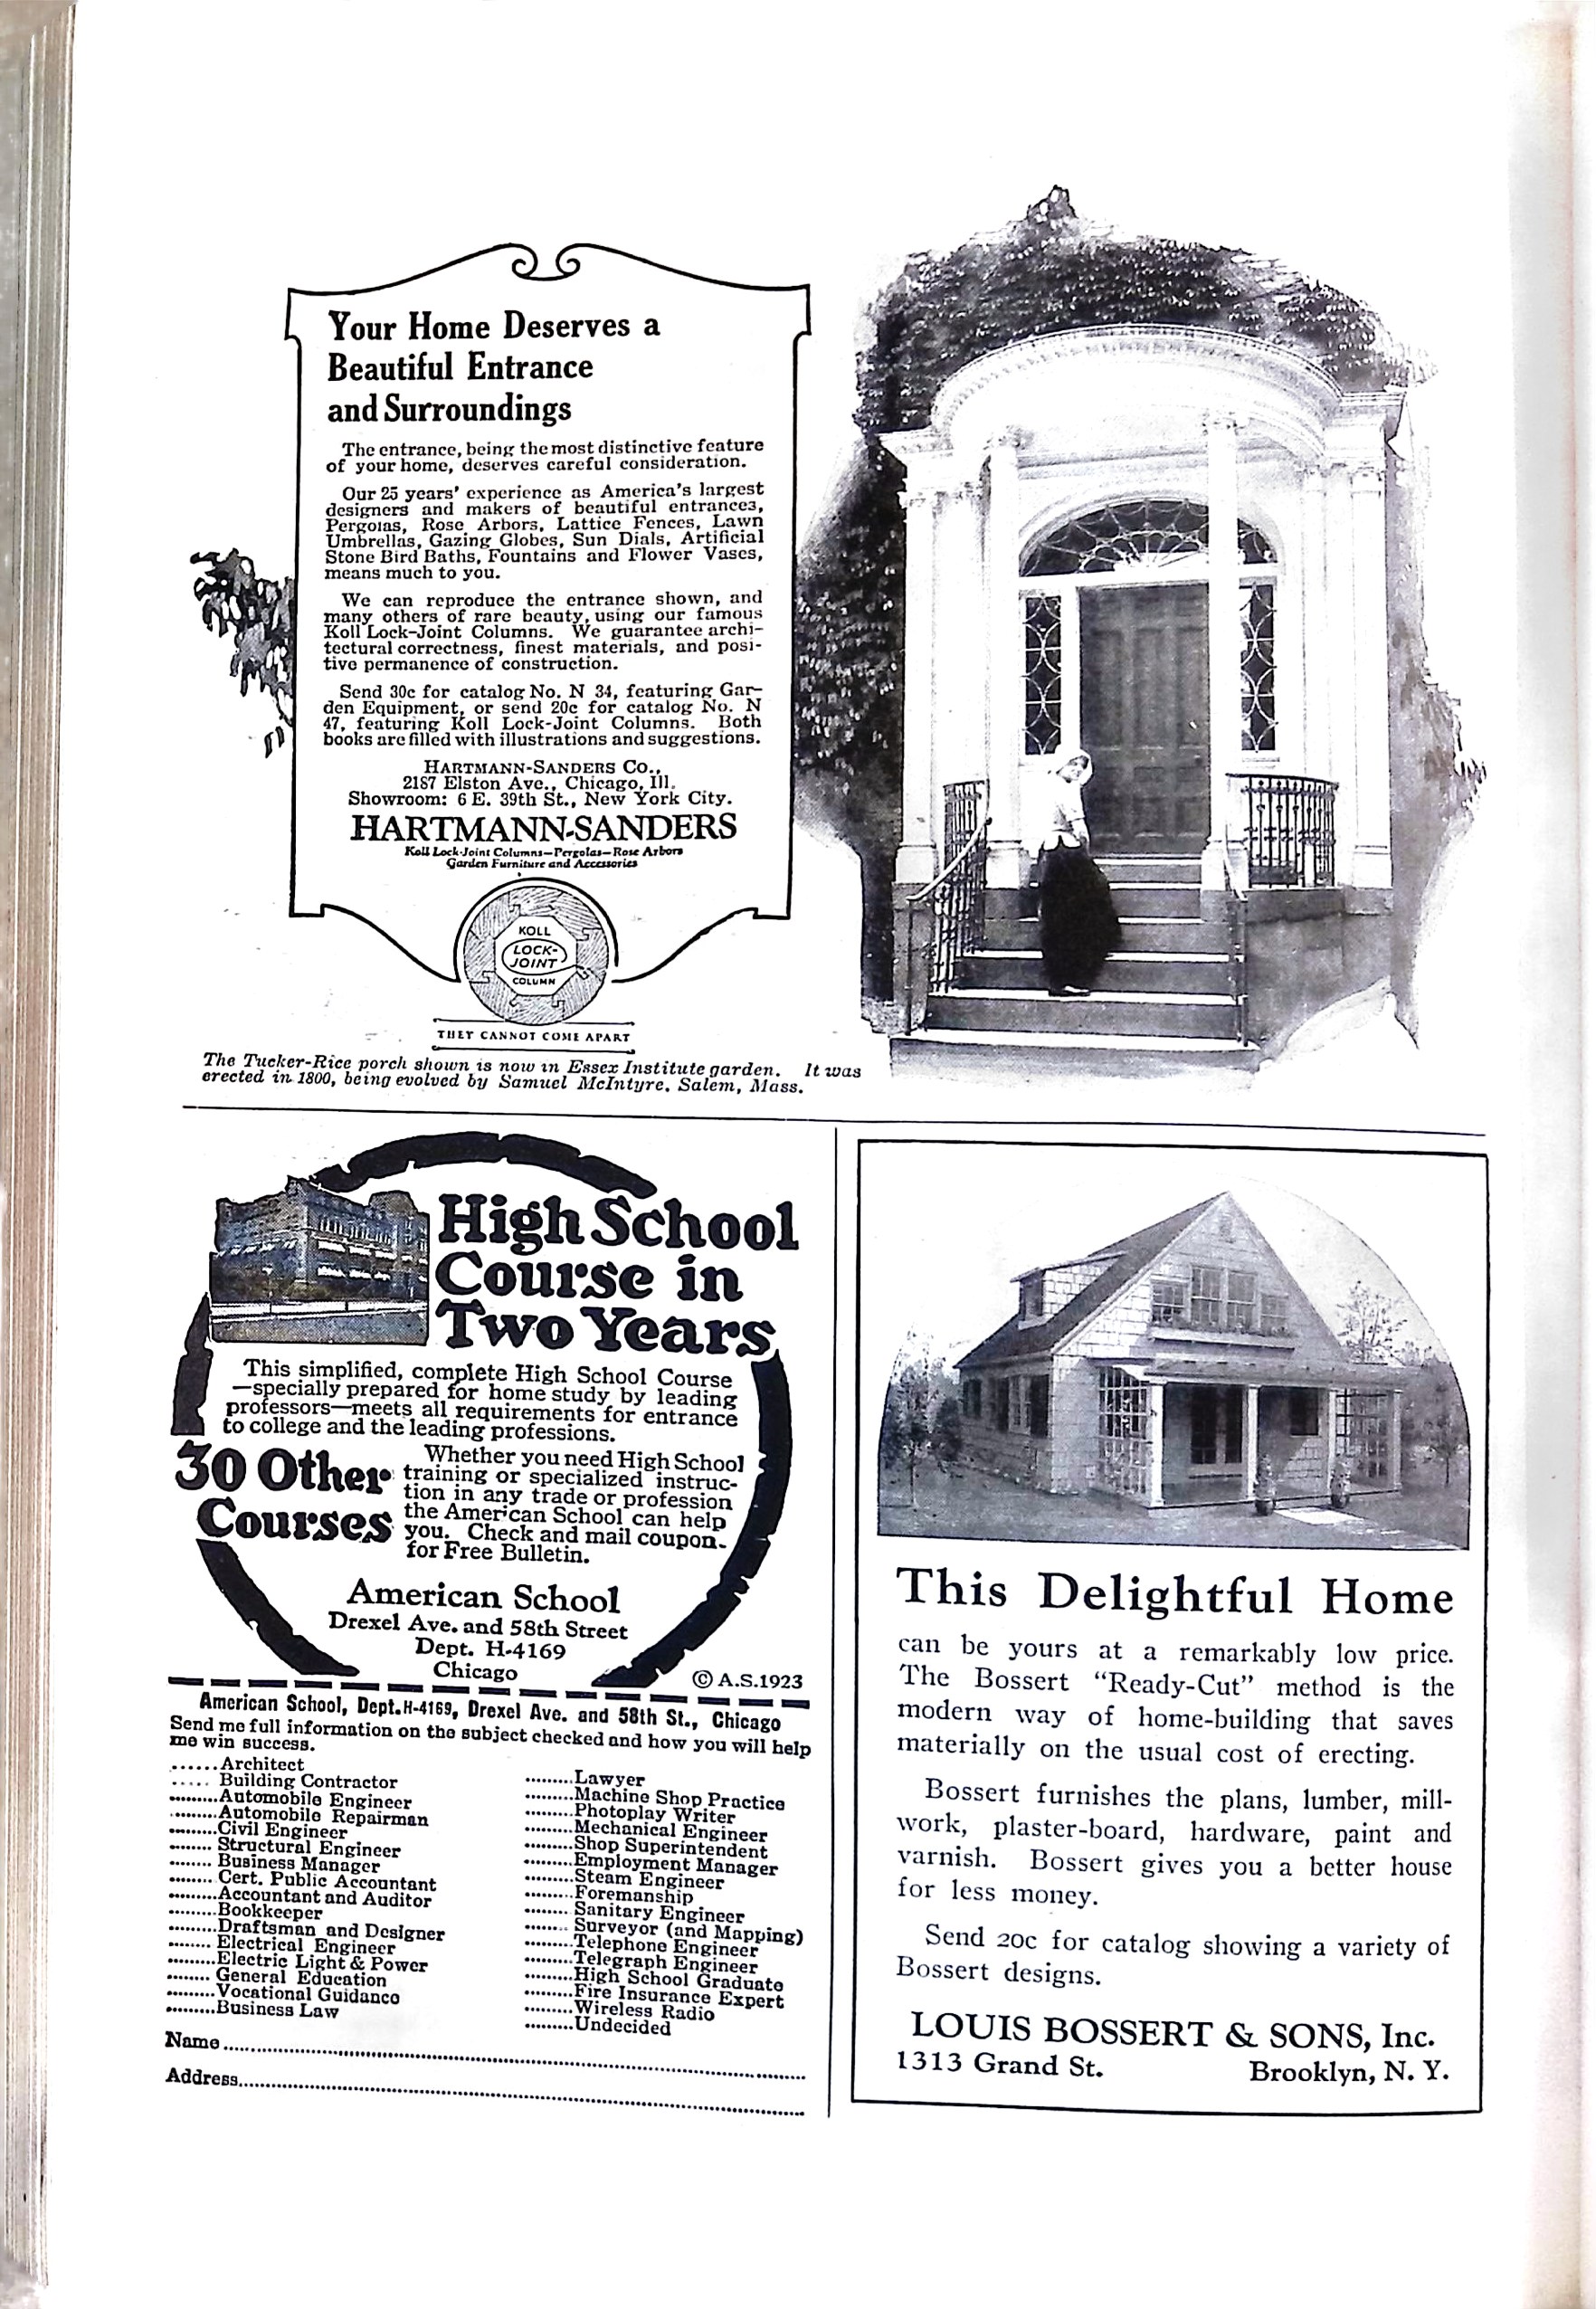 Your Home Deserves a
Beautiful Entrance
and Surroundings
The entrance, being the most distinctive feature
of your home, deserves careful consideration.
Our 25 years' experience as America's largest
designers and makers of beautiful entrances,
Pergolas, Rose Arbors, Lattice Fences, Lawn
Umbrellas, Gazing Globes, Sun Dials, Artificial
Stone Bird Baths, Fountains and Flower Vases,
means much to you.
We can reproduce the entrance shown, and
many others of rare beauty, using our famous
Koll Lock-Joint Columns. We guarantee archi-
tectural correctness, finest materials, and posi-
tive permanence of construction.
Send 30c for catalog No. N 34, featuring Gar-
den Equipment, or send 20c for catalog No. N
47, featuring Koll Lock-Joint Columns. Both
books are filled with illustrations and suggestions.
HARTMANN-SANDERS CO.,
2187 Elston Ave., Chicago, Ill.
Showroom: 6 E. 39th St., New York City.
HARTMANN-SANDERS
Koll Lock-Joint Columns—Pergolas—Rose Arbors
Garden Furniture and Accessories
KOLL
LOCK-
JOINT
COLUMN
THEY CANNOT COME APART
The Tucker-Rice porch shown is now in Essex Institute garden. It was
erected in 1800, being evolved by Samuel McIntyre, Salem, Mass.
High School
Course in
Two Years
This simplified, complete High School Course
—specially prepared for home study by leading
professors—meets all requirements for entrance
to college and the leading professions.
30 Other
Courses
Whether you need High School
training or specialized instruc-
tion in any trade or profession
the American School can help
you. Check and mail coupon
for Free Bulletin.
American School
Drexel Ave. and 58th Street
Dept. H-4169
Chicago
© A.S. 1923
American School, Dept. H-4169, Drexel Ave. and 58th St., Chicago
Send me full information on the subject checked and how you will help
me win success.
......Architect
..... Building Contractor
.........Automobile Engineer
.........Automobile Repairman
.........Civil Engineer
........ Structural Engineer
........ Business Manager
........ Cert. Public Accountant
.........Accountant and Auditor
.........Bookkeeper
.........Draftsman and Designer
........ Electrical Engineer
.........Electric Light & Power
........ General Education
.........Vocational Guidance
.........Business Law
.........Lawyer
.........Machine Shop Practice
.........Photoplay Writer
.........Mechanical Engineer
.........Shop Superintendent
.........Employment Manager
.........Steam Engineer
.........Foremanship
........ Sanitary Engineer
........ Surveyor (and Mapping)
.........Telephone Engineer
.........Telegraph Engineer
.........High School Graduate
.........Fire Insurance Expert
.........Wireless Radio
.........Undecided
Name....................
Address....................
This Delightful Home
can be yours at a remarkably low price.
The Bossert "Ready-Cut" method is the
modern way of home-building that saves
materially on the usual cost of erecting.
Bossert furnishes the plans, lumber, mill-
work, plaster-board, hardware, paint and
varnish. Bossert gives you a better house
for less money.
Send 20c for catalog showing a variety of
Bossert designs.
LOUIS BOSSERT & SONS, Inc.
1313 Grand St. Brooklyn, N. Y.